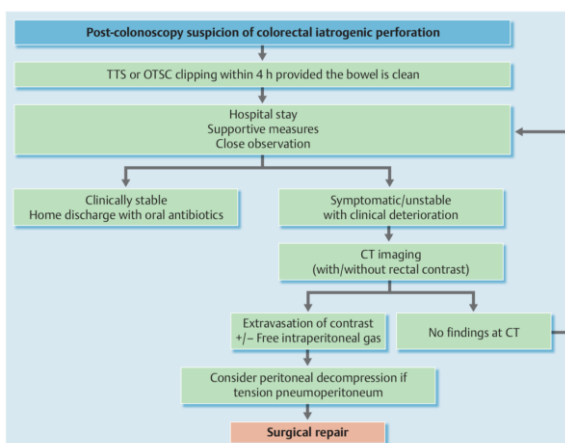 Post-colonoscopy suspicion of colorectal iatrogenic perforation
TTS or OTSC clipping within 4 h provided the bowel is clean
Hospital stay
Supportive measures
Close observation
Clinically stable
Home discharge with oral antibiotics
Symptomatic/unstable
with clinical deterioration
CT imaging
(with/without rectal contrast)
Extravasation of contrast
+/– Free intraperitoneal gas
No findings at CT
Consider peritoneal decompression if
tension pneumoperitoneum
Surgical repair